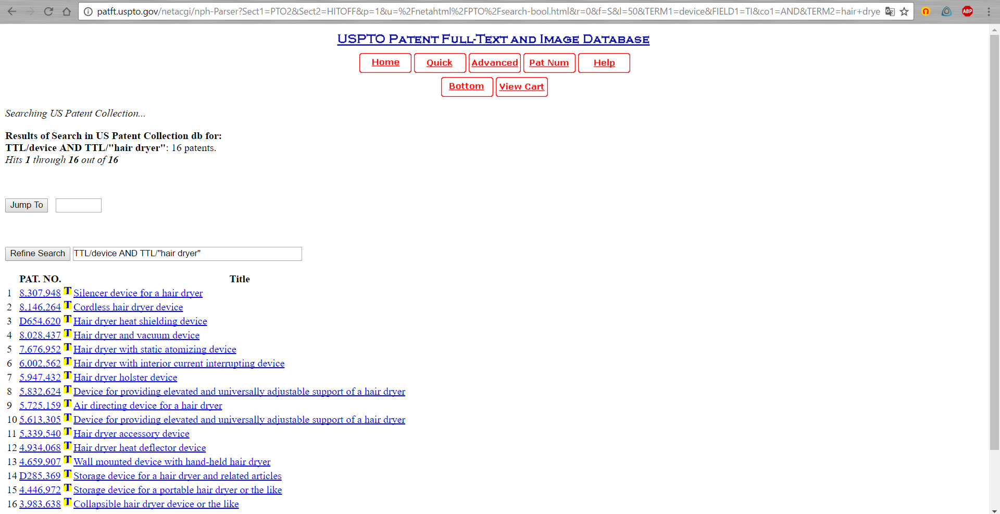 patft.uspto.gov/netacgi/nph-Parser?Sect1=PTO2&Sect2=HITOFF&p=1&u=%2Fnetahtml%2FPTO%2Fsearch-bool.html&r=0&f=S&l=50&TERM1=device&FIELD1=TI&co1=AND&TERM2=hair+drye
ABP
USPTO Patent Full-Text and Image Database
Home Quick Advanced Pat Num Help
Bottom View Cart
Searching US Patent Collection...
Results of Search in US Patent Collection db for:
TTL/device AND TTL/"hair dryer": 16 patents.
Hits 1 through 16 out of 16
Jump To
Refine Search TTL/device AND TTL/"hair dryer"
PAT. NO. Title
1 8,307,948 T Silencer device for a hair dryer
2 8,146,264 T Cordless hair dryer device
3 D654,620 T Hair dryer heat shielding device
4 8,028,437 T Hair dryer and vacuum device
5 7,676,952 T Hair dryer with static atomizing device
6 6,002,562 T Hair dryer with interior current interrupting device
7 5,947,432 T Hair dryer holster device
8 5,832,624 T Device for providing elevated and universally adjustable support of a hair dryer
9 5,725,159 T Air directing device for a hair dryer
10 5,613,305 T Device for providing elevated and universally adjustable support of a hair dryer
11 5,339,540 T Hair dryer accessory device
12 4,934,068 T Hair dryer heat deflector device
13 4,659,907 T Wall mounted device with hand-held hair dryer
14 D285,369 T Storage device for a hair dryer and related articles
15 4,446,972 T Storage device for a portable hair dryer or the like
16 3,983,638 T Collapsible hair dryer device or the like